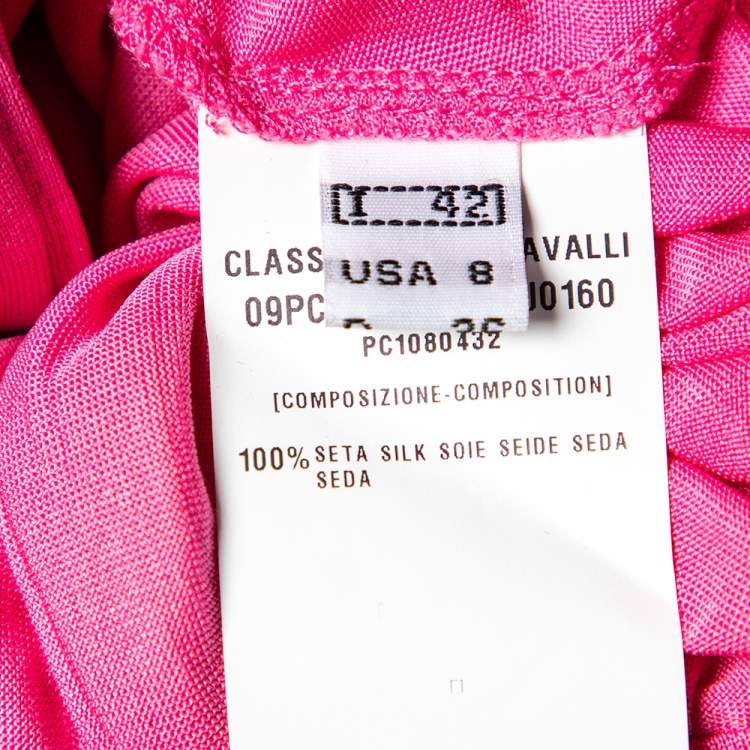 I 42
USA 8
CLASS AVALLI
09PC J0160
PC1080432
[COMPOSIZIONE-COMPOSITION]
100% SETA SILK SOIE SEIDE SEDA
SEDA